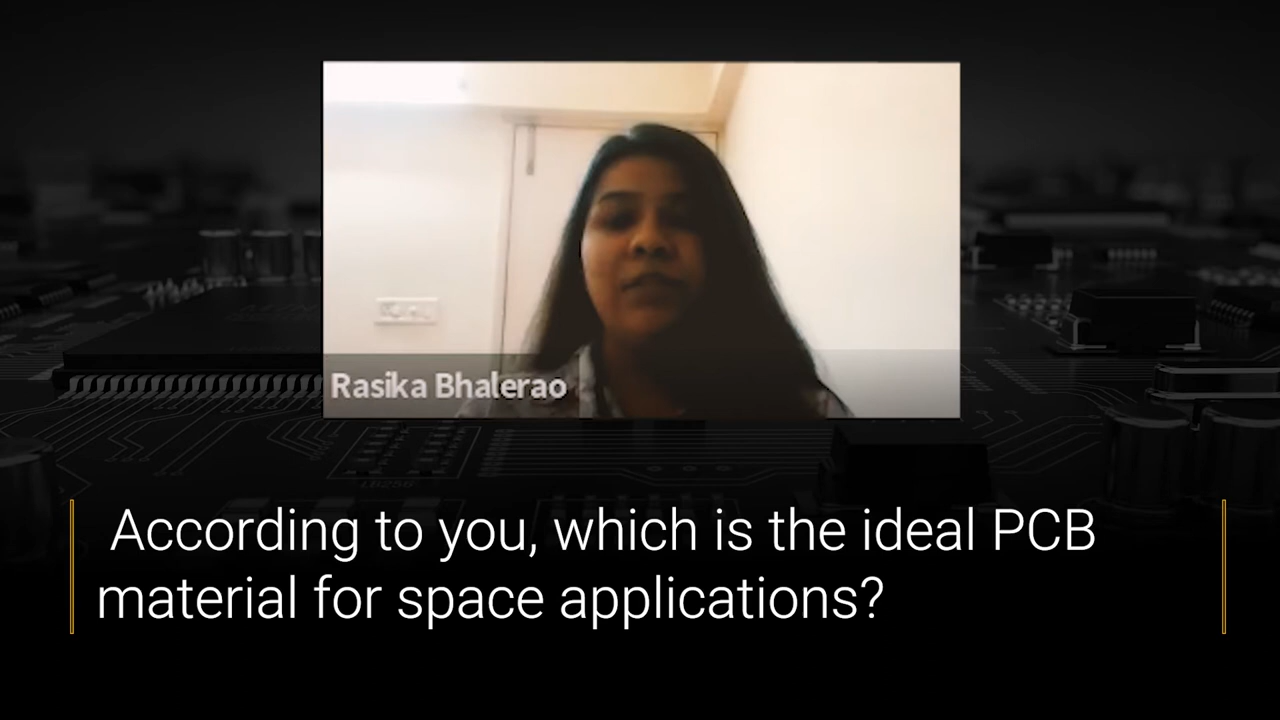 Rasika Bhalerao
According to you, which is the ideal PCB
material for space applications?